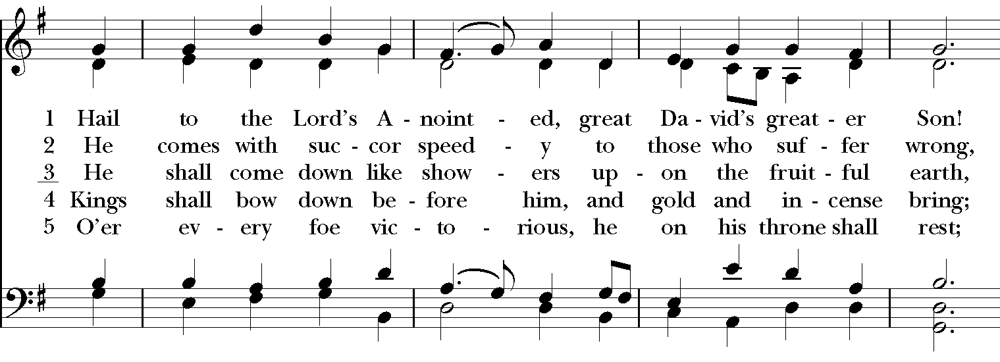 1 Hail to the Lord’s A - noint - ed, great Da - vid’s great - er Son!
2 He comes with suc - cor speed - y to those who suf - fer wrong,
3 He shall come down like show - ers up - on the fruit - ful earth,
4 Kings shall bow down be - fore him, and gold and in - cense bring;
5 O’er ev - ery foe vic - to - rious, he on his throne shall rest;